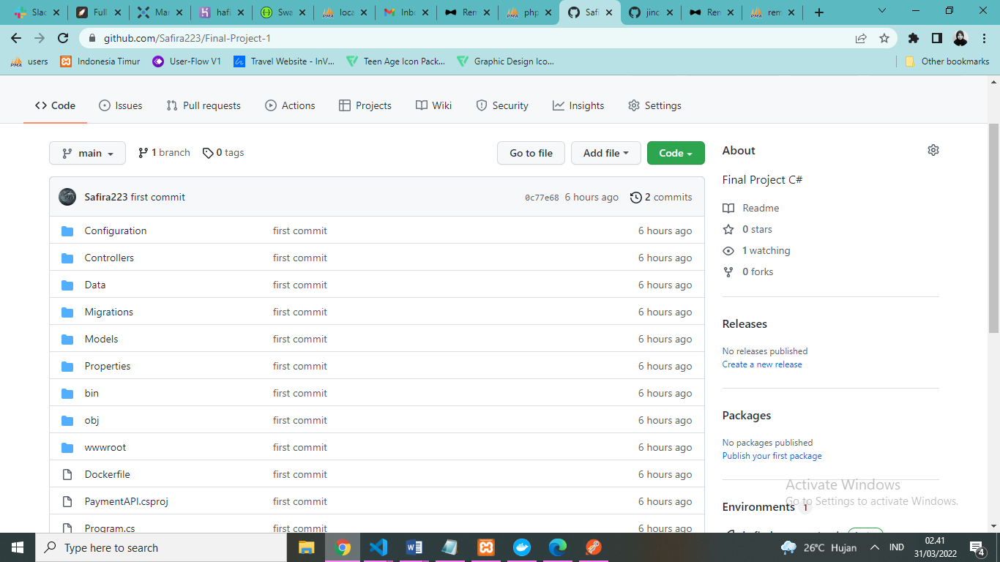 Slac
Full
Mar
hafi
Swa
loca
Inbo
Rem
php
Safi
jinc
Ren
rem
github.com/Safira223/Final-Project-1
users
Indonesia Timur
User-Flow V1
Travel Website - InV...
Teen Age Icon Pack...
Graphic Design Ico...
Other bookmarks
Code
Issues
Pull requests
Actions
Projects
Wiki
Security
Insights
Settings
main
1 branch
0 tags
Go to file
Add file
Code
Safira223 first commit
0c77e68 6 hours ago
2 commits
Configuration first commit 6 hours ago
Controllers first commit 6 hours ago
Data first commit 6 hours ago
Migrations first commit 6 hours ago
Models first commit 6 hours ago
Properties first commit 6 hours ago
bin first commit 6 hours ago
obj first commit 6 hours ago
wwwroot first commit 6 hours ago
Dockerfile first commit 6 hours ago
PaymentAPI.csproj first commit 6 hours ago
Program.cs first commit 6 hours ago
About
Final Project C#
Readme
0 stars
1 watching
0 forks
Releases
No releases published
Create a new release
Packages
No packages published
Publish your first package
Environments 1
Activate Windows
Go to Settings to activate Windows.
Type here to search
26°C Hujan
IND
02.41
31/03/2022
4